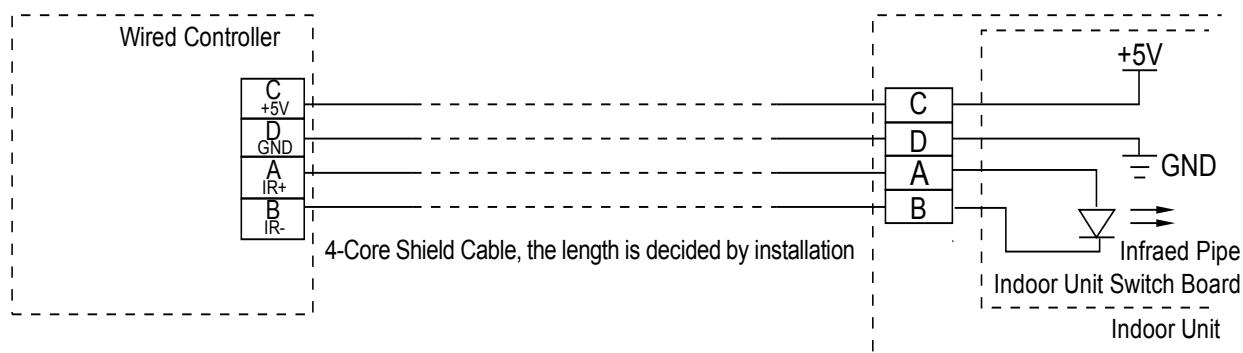 Wired Controller
C
+5V
D
GND
A
IR+
B
IR-
4-Core Shield Cable, the length is decided by installation
C
D
A
B
+5V
GND
Infraed Pipe
Indoor Unit Switch Board
Indoor Unit